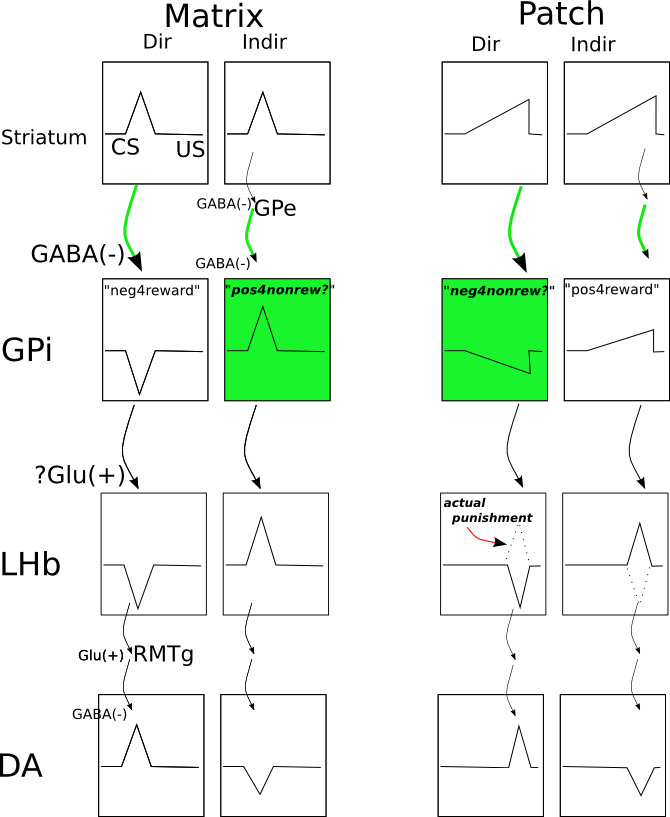 Matrix
Patch
Dir
Indir
Dir
Indir
Striatum
CS
US
GABA(-)
GPe
GABA(-)
GABA(-)
"neg4reward"
"pos4nonrew?"
"neg4nonrew?"
"pos4reward"
GPi
?Glu(+)
actual
punishment
LHb
Glu(+)
RMTg
GABA(-)
DA